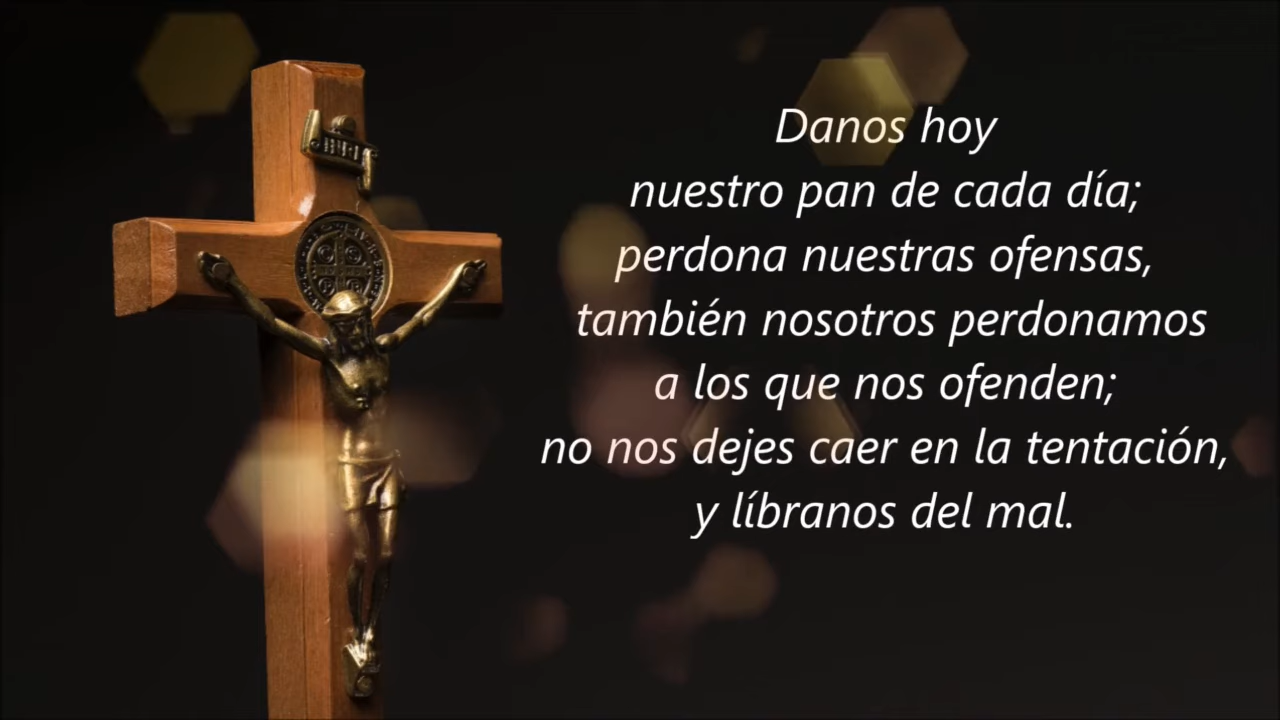 Danos hoy
nuestro pan de cada día;
perdona nuestras ofensas,
también nosotros perdonamos
a los que nos ofenden;
no nos dejes caer en la tentación,
y líbranos del mal.